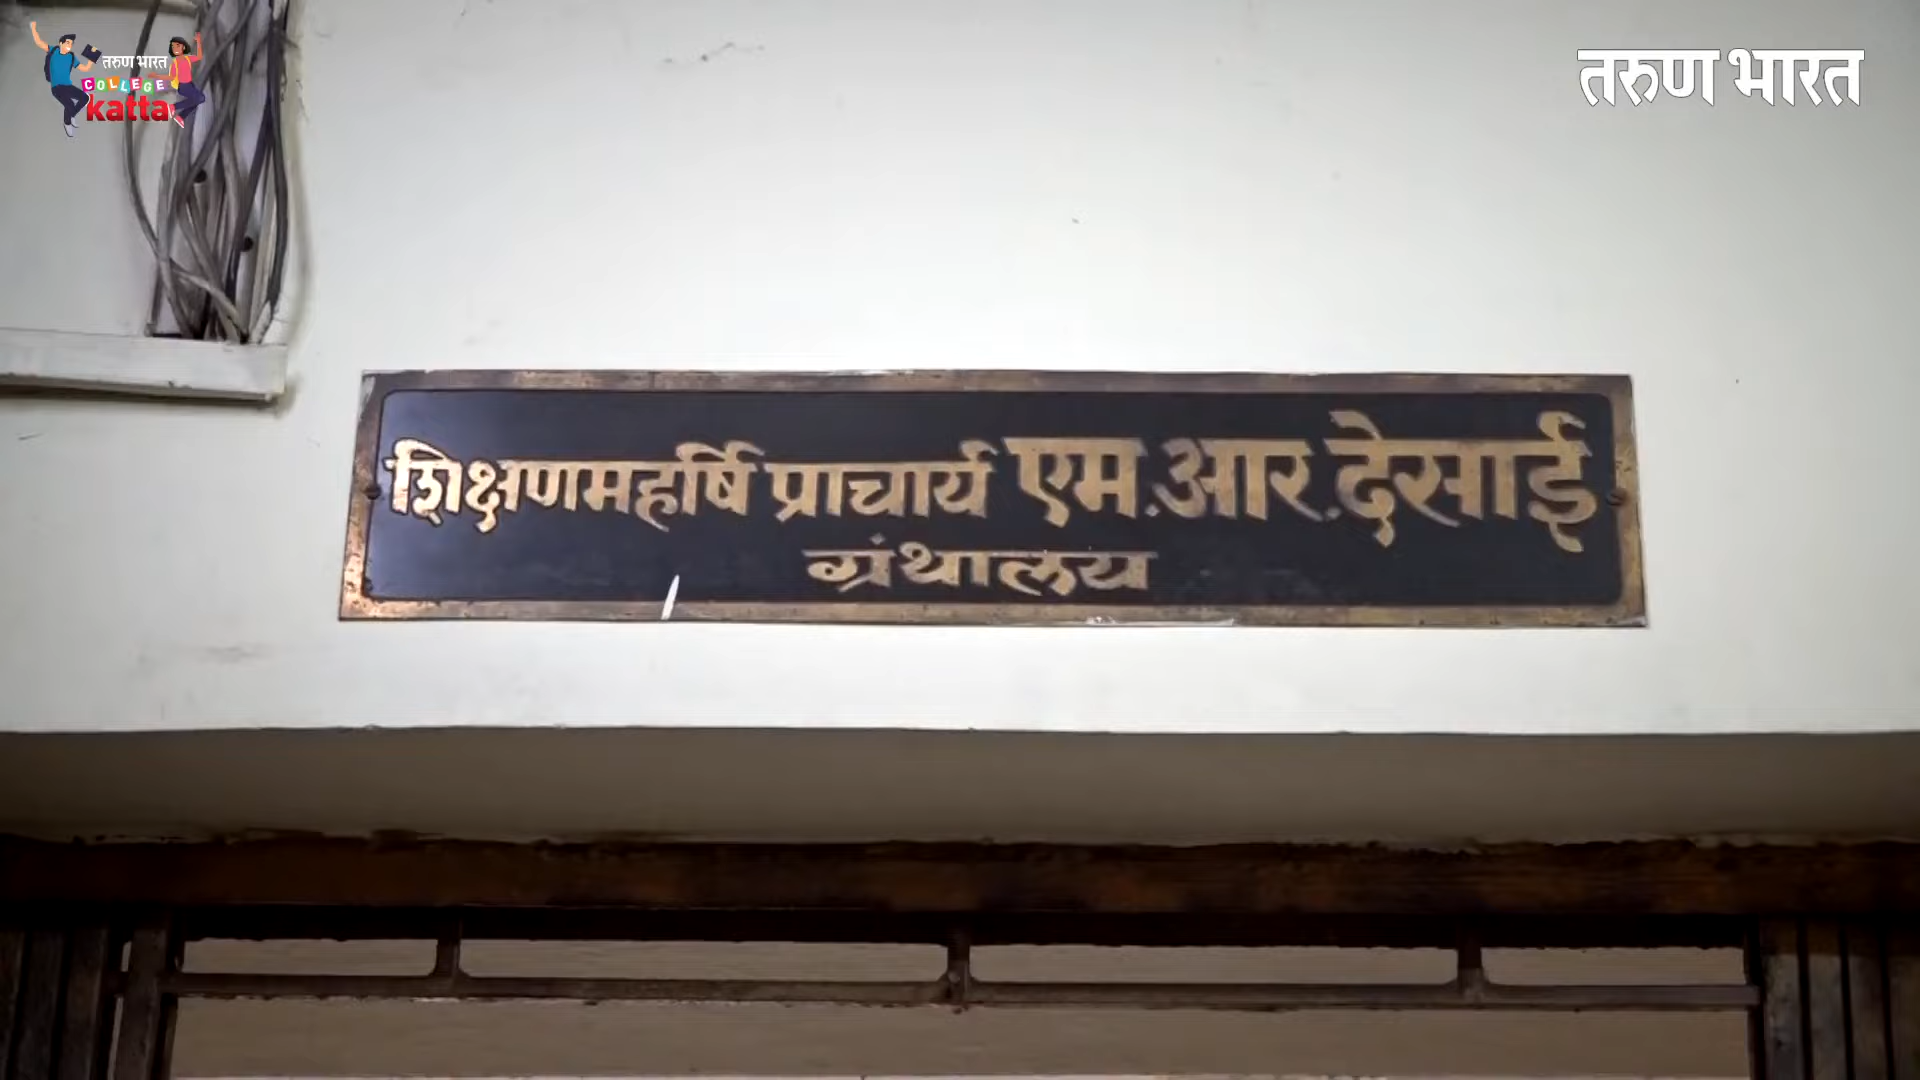 तरुण भारत
COLLEGE
katta
तरुण भारत
शिक्षणमहर्षि प्राचार्य एम.आर.देसाई
ग्रंथालय